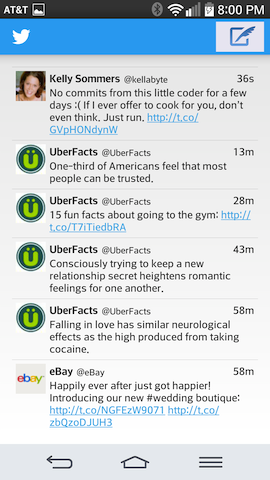 AT&T 8:00 PM
Kelly Sommers @kellabyte 36s
No commits from this little coder for a few
days :( If I ever offer to cook for you, don't
even think. Just run. http://t.co/
GVpHONdynW
UberFacts @UberFacts 13m
One-third of Americans feel that most
people can be trusted.
UberFacts @UberFacts 28m
15 fun facts about going to the gym: http://
t.co/T7iTiedbRA
UberFacts @UberFacts 43m
Consciously trying to keep a new
relationship secret heightens romantic
feelings for one another.
UberFacts @UberFacts 58m
Falling in love has similar neurological
effects as the high produced from taking
cocaine.
ebay
eBay @eBay 58m
Happily ever after just got happier!
Introducing our new #wedding boutique:
http://t.co/NGFEzW9071 http://t.co/
zbQzoDJUH3